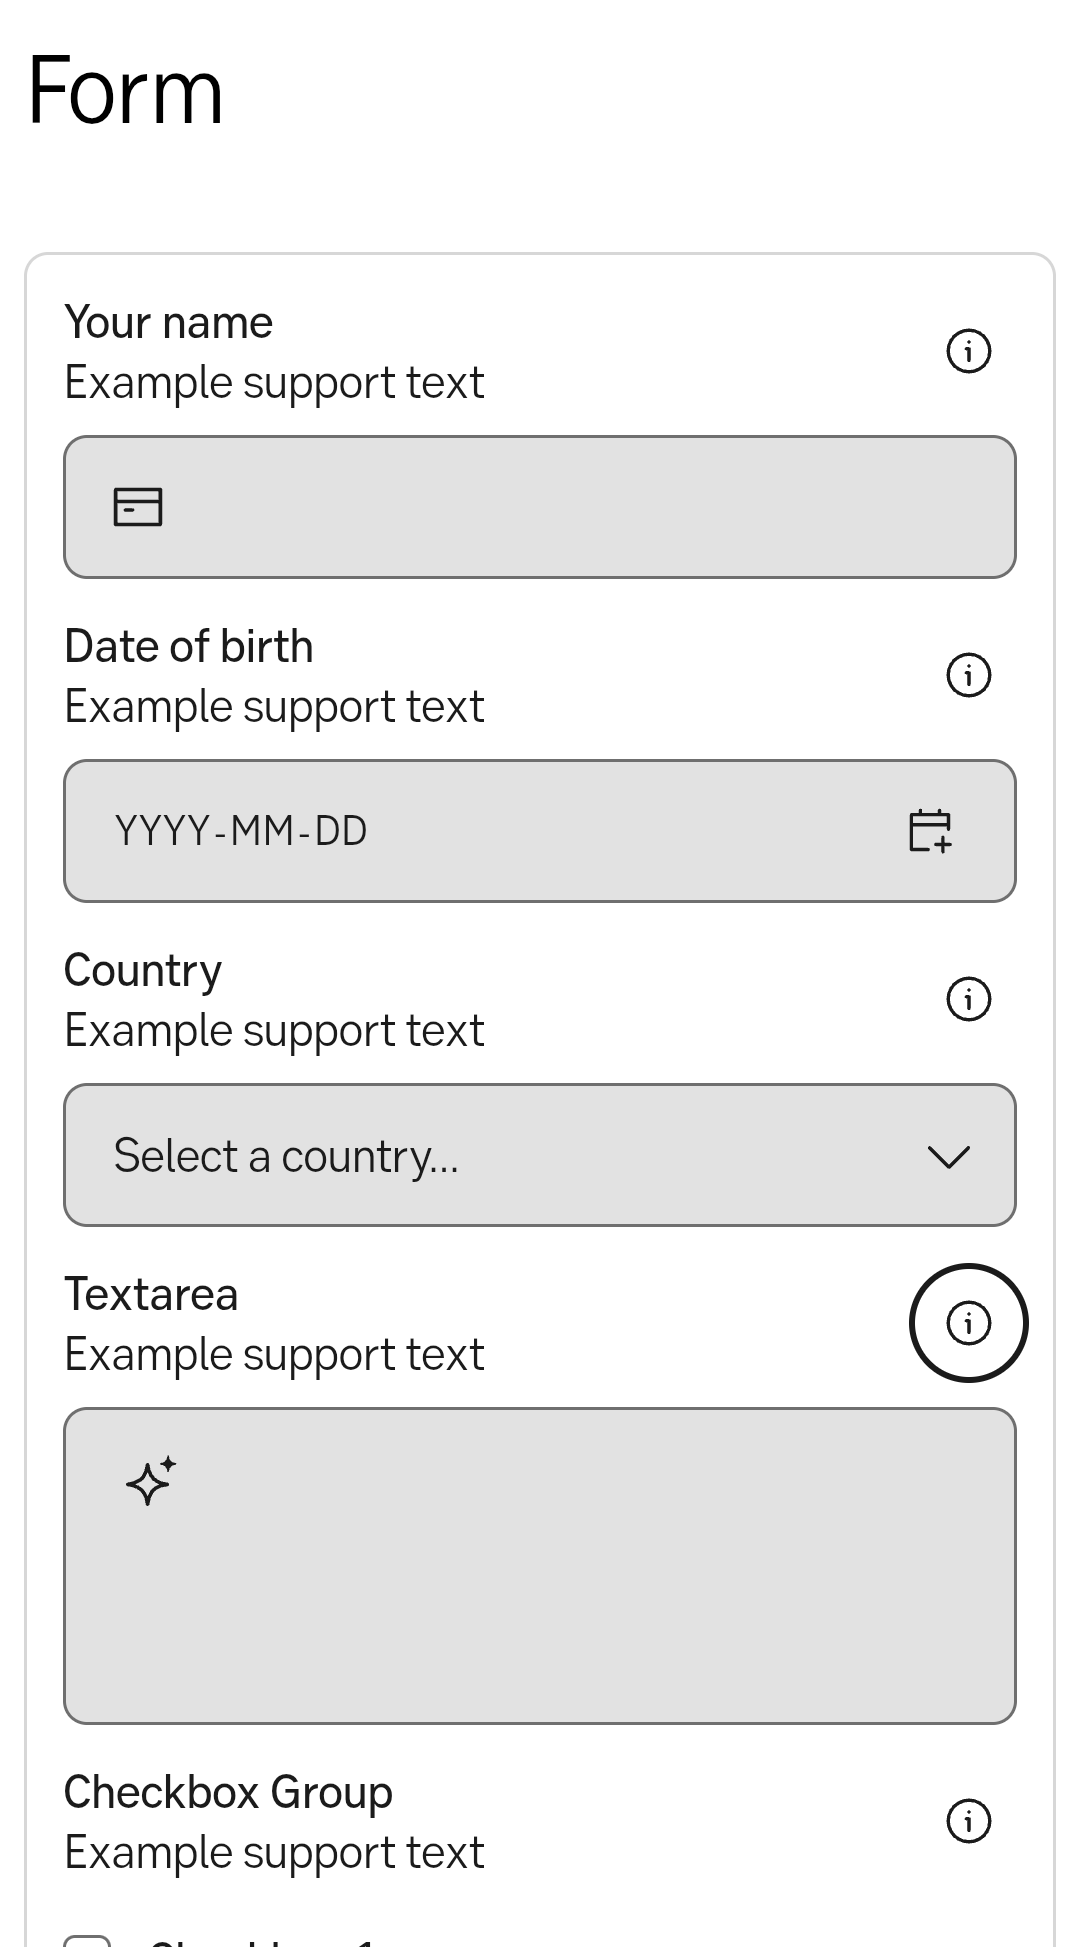 Form
Your name
Example support text
Date of birth
Example support text
YYYY-MM-DD
Country
Example support text
Select a country...
Textarea
Example support text
Checkbox Group
Example support text